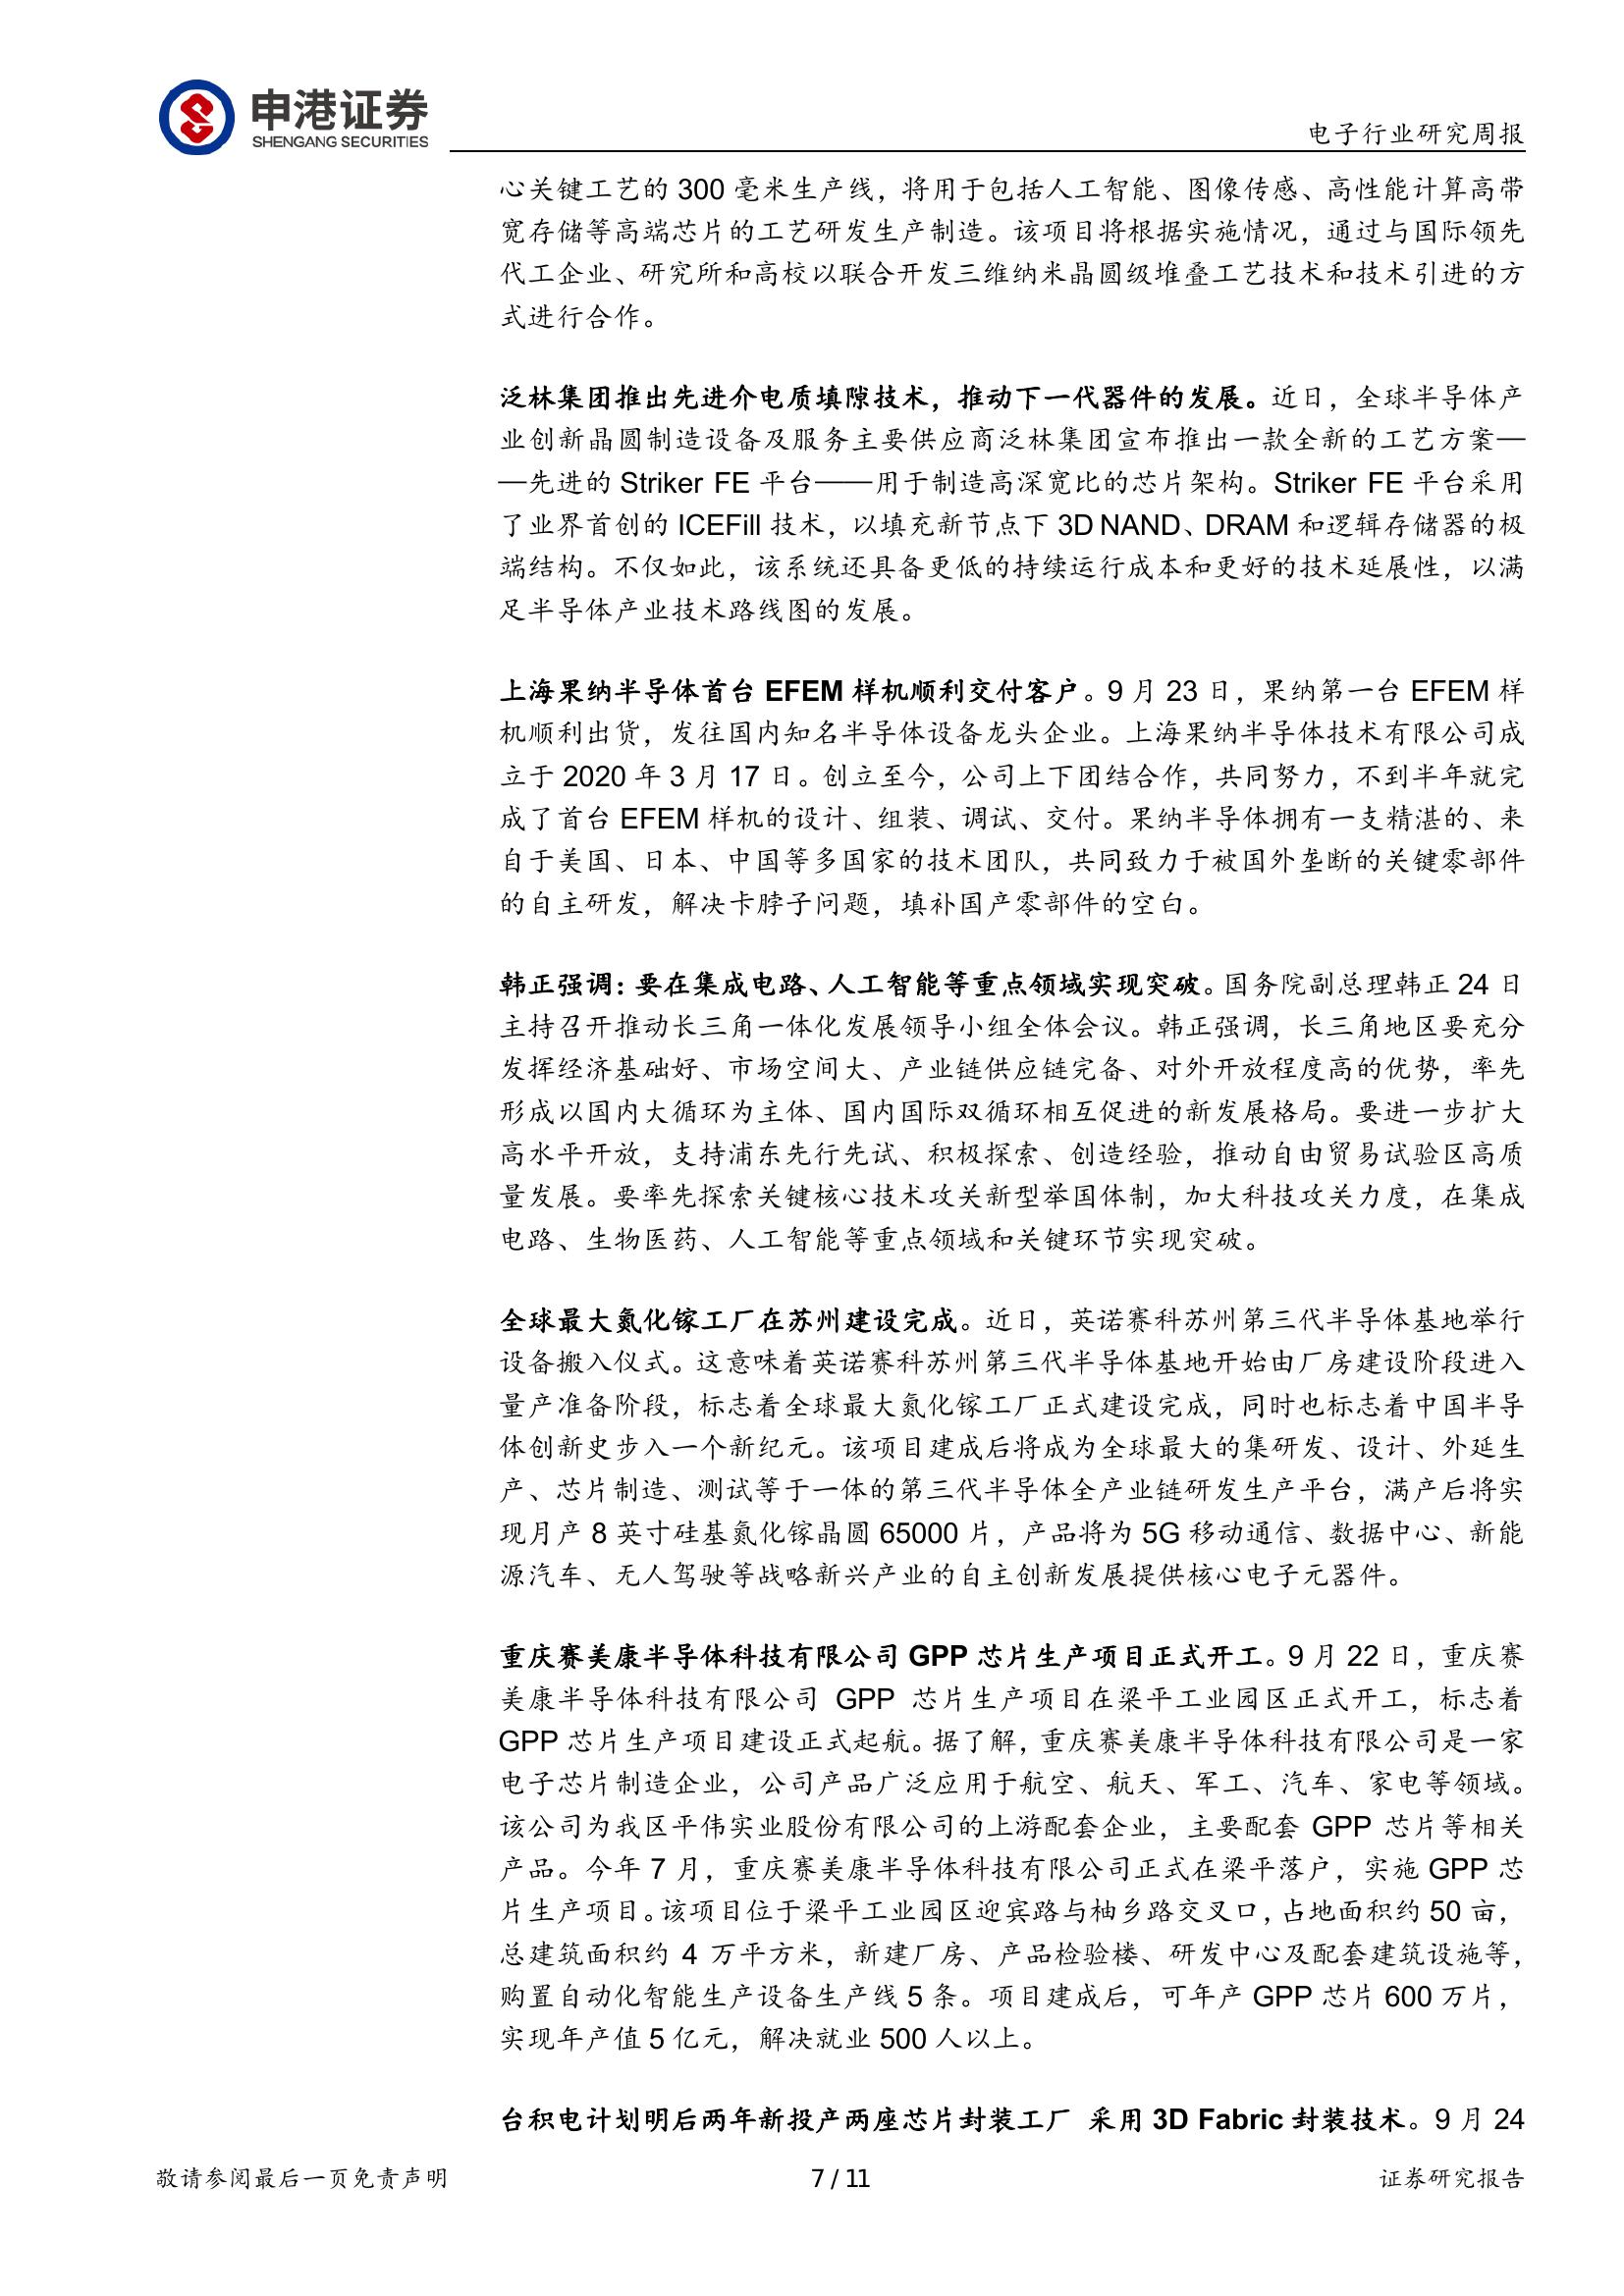 申港证券
SHENGANG SECURITIES
电子行业研究周报
心关键工艺的 300 毫米生产线，将用于包括人工智能、图像传感、高性能计算高带
宽存储等高端芯片的工艺研发生产制造。该项目将根据实施情况，通过与国际领先
代工企业、研究所和高校以联合开发三维纳米晶圆级堆叠工艺技术和技术引进的方
式进行合作。
泛林集团推出先进介电质填隙技术，推动下一代器件的发展。近日，全球半导体产
业创新晶圆制造设备及服务主要供应商泛林集团宣布推出一款全新的工艺方案—
—先进的 Striker FE 平台——用于制造高深宽比的芯片架构。Striker FE 平台采用
了业界首创的 ICEFill 技术，以填充新节点下 3D NAND、DRAM 和逻辑存储器的极
端结构。不仅如此，该系统还具备更低的持续运行成本和更好的技术延展性，以满
足半导体产业技术路线图的发展。
上海果纳半导体首台 EFEM 样机顺利交付客户。9 月 23 日，果纳第一台 EFEM 样
机顺利出货，发往国内知名半导体设备龙头企业。上海果纳半导体技术有限公司成
立于 2020 年 3 月 17 日。创立至今，公司上下团结合作，共同努力，不到半年就完
成了首台 EFEM 样机的设计、组装、调试、交付。果纳半导体拥有一支精湛的、来
自于美国、日本、中国等多国家的技术团队，共同致力于被国外垄断的关键零部件
的自主研发，解决卡脖子问题，填补国产零部件的空白。
韩正强调：要在集成电路、人工智能等重点领域实现突破。国务院副总理韩正 24 日
主持召开推动长三角一体化发展领导小组全体会议。韩正强调，长三角地区要充分
发挥经济基础好、市场空间大、产业链供应链完备、对外开放程度高的优势，率先
形成以国内大循环为主体、国内国际双循环相互促进的新发展格局。要进一步扩大
高水平开放，支持浦东先行先试、积极探索、创造经验，推动自由贸易试验区高质
量发展。要率先探索关键核心技术攻关新型举国体制，加大科技攻关力度，在集成
电路、生物医药、人工智能等重点领域和关键环节实现突破。
全球最大氮化镓工厂在苏州建设完成。近日，英诺赛科苏州第三代半导体基地举行
设备搬入仪式。这意味着英诺赛科苏州第三代半导体基地开始由厂房建设阶段进入
量产准备阶段，标志着全球最大氮化镓工厂正式建设完成，同时也标志着中国半导
体创新史步入一个新纪元。该项目建成后将成为全球最大的集研发、设计、外延生
产、芯片制造、测试等于一体的第三代半导体全产业链研发生产平台，满产后将实
现月产 8 英寸硅基氮化镓晶圆 65000 片，产品将为 5G 移动通信、数据中心、新能
源汽车、无人驾驶等战略新兴产业的自主创新发展提供核心电子元器件。
重庆赛美康半导体科技有限公司 GPP 芯片生产项目正式开工。9 月 22 日，重庆赛
美康半导体科技有限公司 GPP 芯片生产项目在梁平工业园区正式开工，标志着
GPP 芯片生产项目建设正式起航。据了解，重庆赛美康半导体科技有限公司是一家
电子芯片制造企业，公司产品广泛应用于航空、航天、军工、汽车、家电等领域。
该公司为我区平伟实业股份有限公司的上游配套企业，主要配套 GPP 芯片等相关
产品。今年 7 月，重庆赛美康半导体科技有限公司正式在梁平落户，实施 GPP 芯
片生产项目。该项目位于梁平工业园区迎宾路与柚乡路交叉口，占地面积约 50 亩，
总建筑面积约 4 万平方米，新建厂房、产品检验楼、研发中心及配套建筑设施等，
购置自动化智能生产设备生产线 5 条。项目建成后，可年产 GPP 芯片 600 万片，
实现年产值 5 亿元，解决就业 500 人以上。
台积电计划明后两年新投产两座芯片封装工厂 采用 3D Fabric 封装技术。9 月 24
敬请参阅最后一页免责声明
7 / 11
证券研究报告